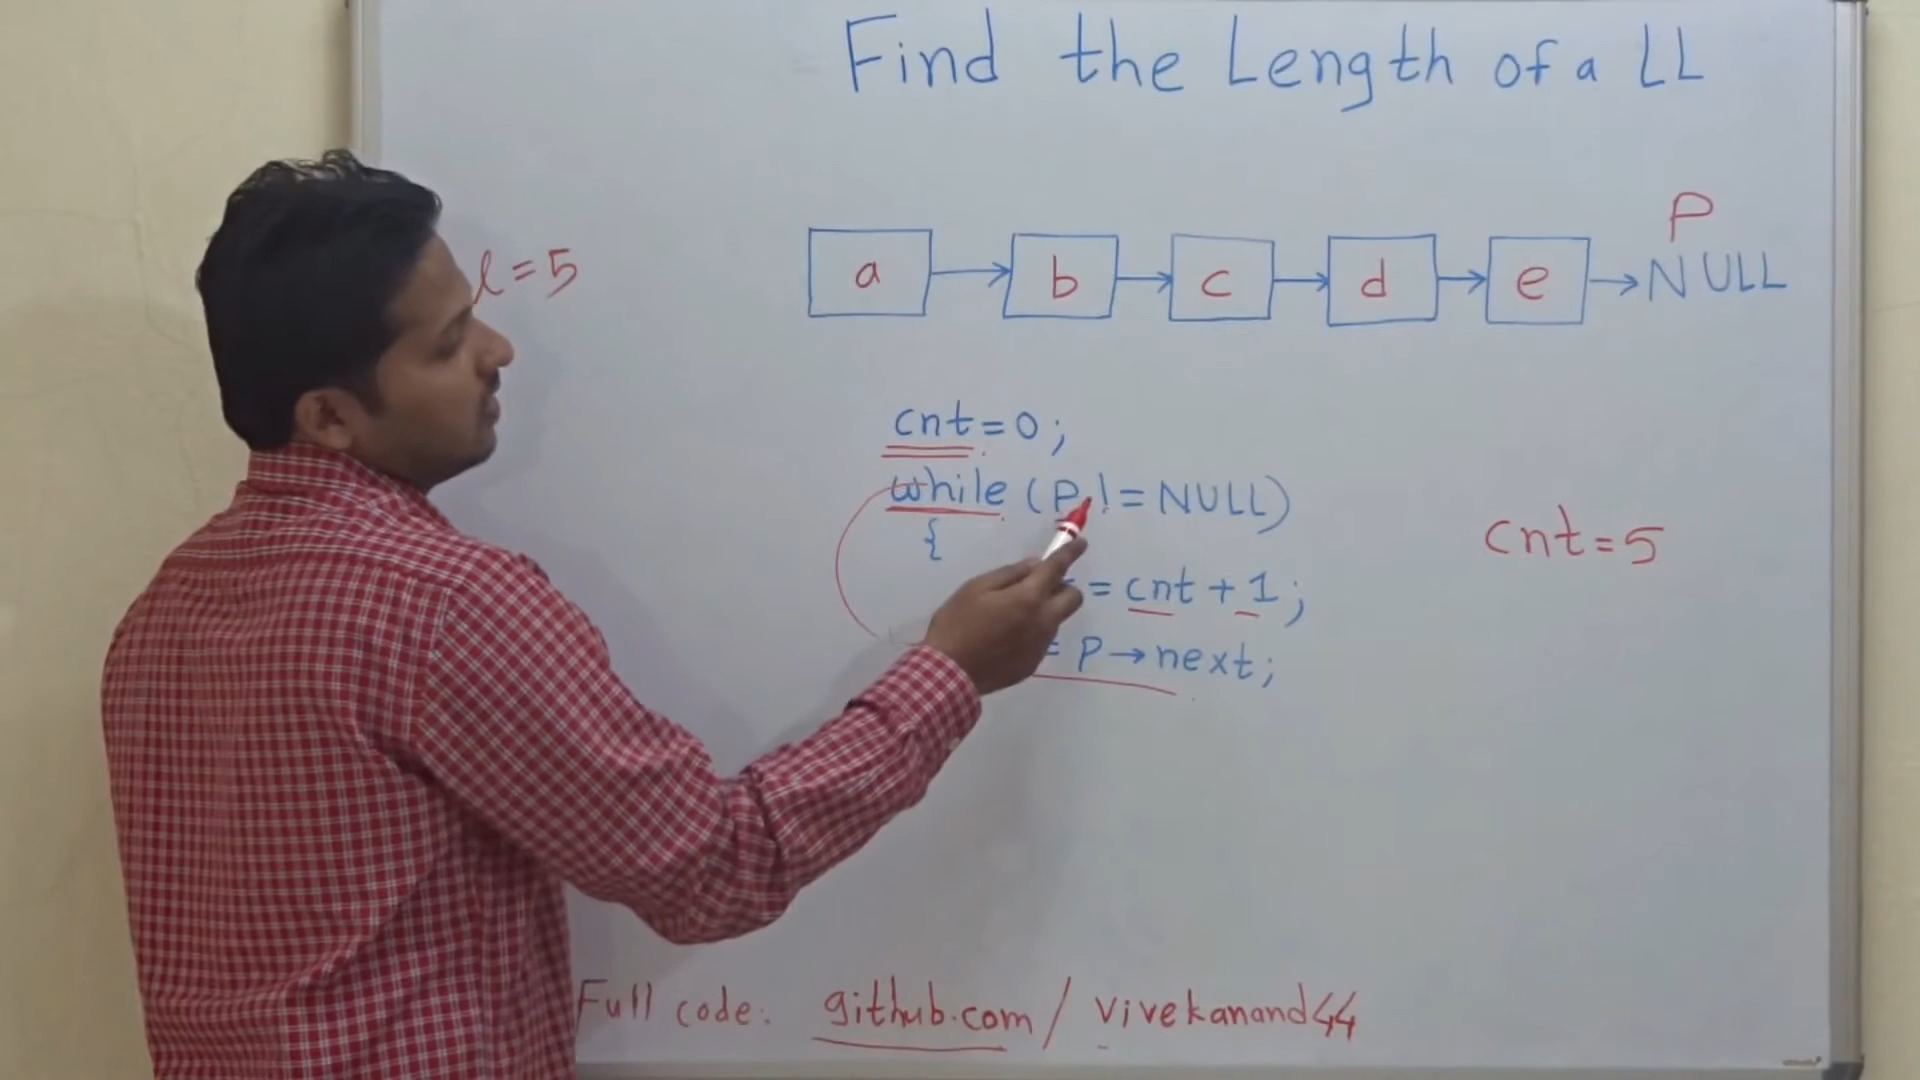 Find the Length of a LL
P
l = 5
a b c d e NULL
cnt = 0;
while (P != NULL)
{
cnt = 5
= cnt + 1;
= P→next;
Full code: github.com/vivekanand44